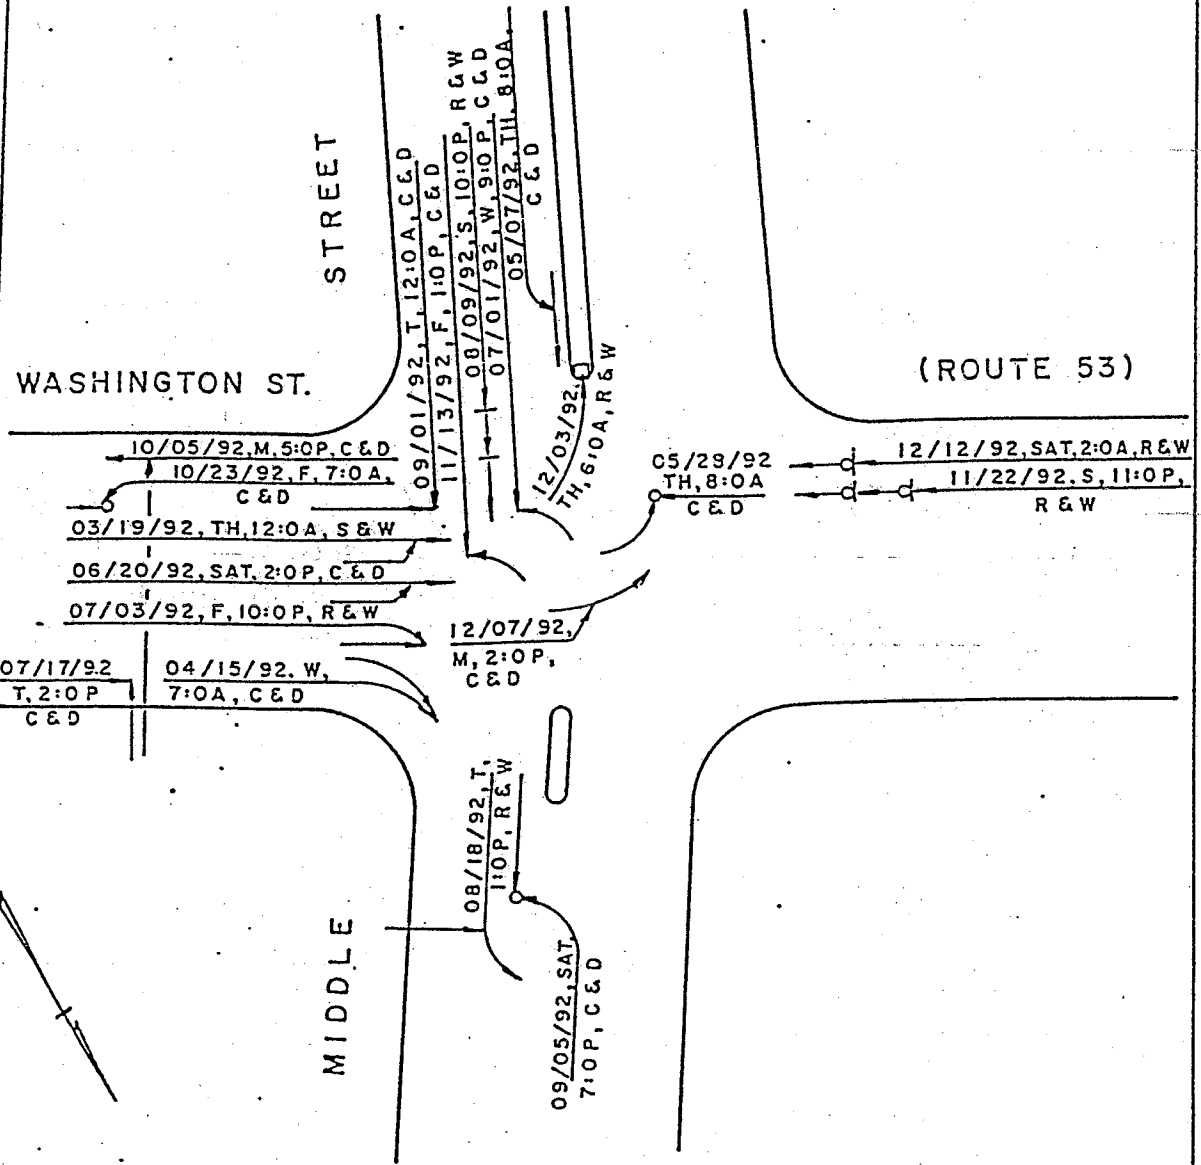 STREET
09/01/92, T, 12:0A, C&D
11/13/92, F, 1:0P, C&D
08/09/92, S, 10:0P, R&W
07/01/92, W, 9:0P, C&D
05/07/92, TH, 8:0A,
C&D
WASHINGTON ST.
(ROUTE 53)
10/05/92, M, 5:0P, C&D
10/23/92, F, 7:0A,
C&D
03/19/92, TH, 12:0A, S&W
06/20/92, SAT, 2:0P, C&D
07/03/92, F, 10:0P, R&W
07/17/92
T, 2:0P
C&D
04/15/92. W,
7:0A, C&D
12/03/92,
TH, 6:0A, R&W
05/28/92
TH, 8:0A
C&D
12/12/92, SAT, 2:0A, R&W
11/22/92. S, 11:0P,
R&W
12/07/92,
M, 2:0P,
C&D
08/18/92, T,
1:0P, R&W
MIDDLE
09/05/92, SAT,
7:0P, C&D